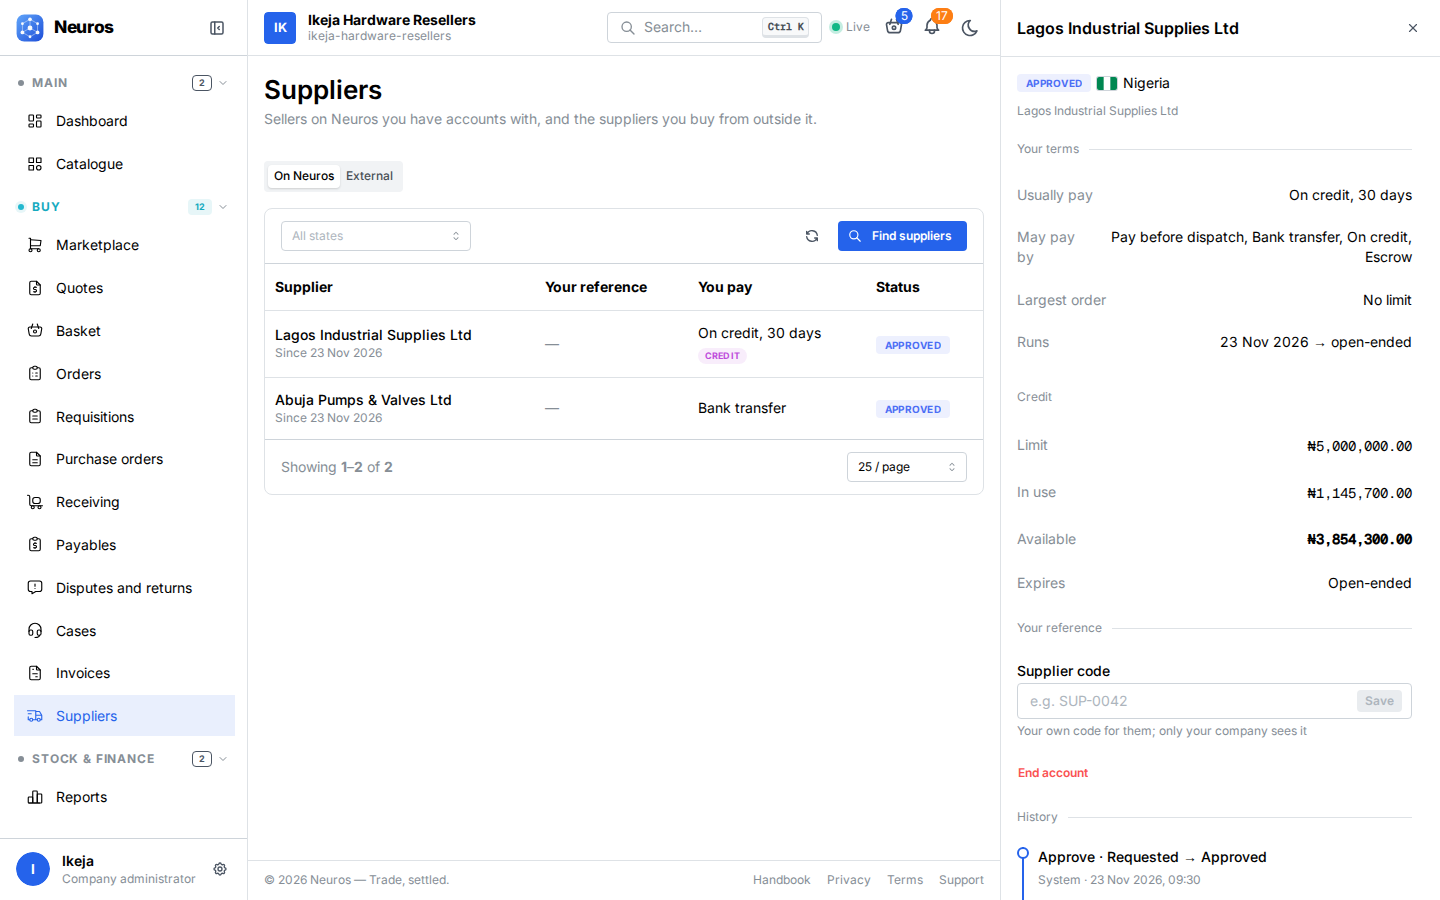 Neuros
MAIN
2
Dashboard
Catalogue
BUY
12
Marketplace
Quotes
Basket
Orders
Requisitions
Purchase orders
Receiving
Payables
Disputes and returns
Cases
Invoices
Suppliers
STOCK & FINANCE
2
Reports
I
Ikeja
Company administrator
IK
Ikeja Hardware Resellers
ikeja-hardware-resellers
Search...
Ctrl K
Live
5
17
Suppliers
Sellers on Neuros you have accounts with, and the suppliers you buy from outside it.
On Neuros
External
All states
Find suppliers
Supplier
Your reference
You pay
Status
Lagos Industrial Supplies Ltd
Since 23 Nov 2026
—
On credit, 30 days
CREDIT
APPROVED
Abuja Pumps & Valves Ltd
Since 23 Nov 2026
—
Bank transfer
APPROVED
Showing 1–2 of 2
25 / page
© 2026 Neuros — Trade, settled.
Handbook
Privacy
Terms
Support
Lagos Industrial Supplies Ltd
APPROVED
Nigeria
Lagos Industrial Supplies Ltd
Your terms
Usually pay
On credit, 30 days
May pay by
Pay before dispatch, Bank transfer, On credit,
Escrow
Largest order
No limit
Runs
23 Nov 2026 → open-ended
Credit
Limit
₦5,000,000.00
In use
₦1,145,700.00
Available
₦3,854,300.00
Expires
Open-ended
Your reference
Supplier code
e.g. SUP-0042
Save
Your own code for them; only your company sees it
End account
History
Approve · Requested → Approved
System · 23 Nov 2026, 09:30